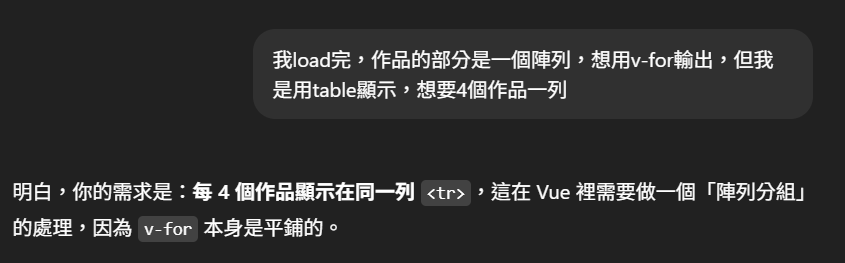 我load完，作品的部分是一個陣列，想用v-for輸出，但我
是用table顯示，想要4個作品一列
明白，你的需求是：每 4 個作品顯示在同一列 <tr>，這在 Vue 裡需要做一個「陣列分組」
的處理，因為 v-for 本身是平鋪的。